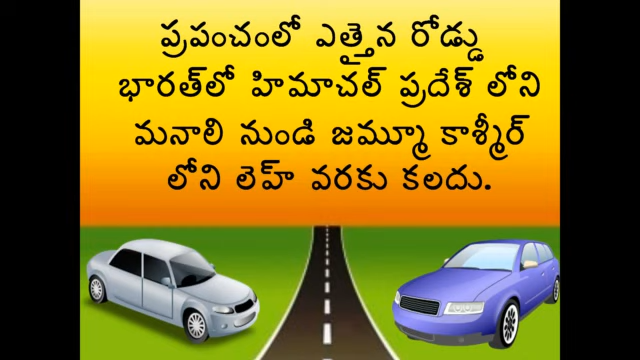 ప్రపంచంలో ఎత్తైన రోడ్డు
భారత్‌లో హిమాచల్ ప్రదేశ్ లోని
మనాలి నుండి జమ్మూ కాశ్మీర్
లోని లెహ్ వరకు కలదు.